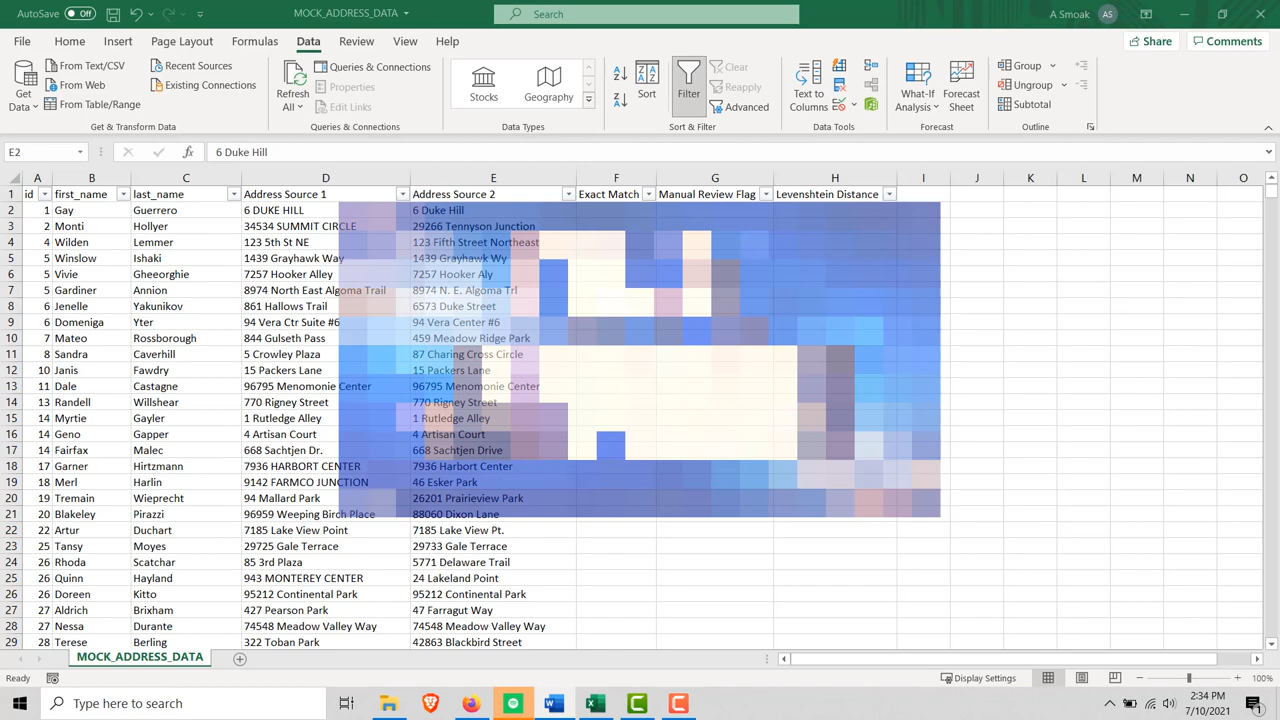 AutoSave Off MOCK_ADDRESS_DATA Search A Smoak AS
File Home Insert Page Layout Formulas Data Review View Help Share Comments
Get Data From Text/CSV From Web From Table/Range Recent Sources Existing Connections Get & Transform Data
Refresh All Queries & Connections Properties Edit Links Queries & Connections
Stocks Geography Data Types
Sort Filter Clear Reapply Advanced Sort & Filter
Text to Columns Data Tools
What-If Analysis Forecast Sheet Forecast
Group Ungroup Subtotal Outline
E2 fx 6 Duke Hill
A B C D E F G H I J K L M N O
1 id first_name last_name Address Source 1 Address Source 2 Exact Match Manual Review Flag Levenshtein Distance
2 1 Gay Guerrero 6 DUKE HILL 6 Duke Hill
3 2 Monti Hollyer 34534 SUMMIT CIRCLE 29266 Tennyson Junction
4 2 Wilden Lemmer 123 5th St NE 123 Fifth Street Northeast
5 5 Winslow Ishaki 1439 Grayhawk Way 1439 Grayhawk Wy
6 5 Vivie Gheeorghie 7257 Hooker Alley 7257 Hooker Aly
7 5 Gardiner Annion 8974 North East Algoma Trail 8974 N. E. Algoma Trl
8 6 Jenelle Yakunikov 861 Hallows Trail 6573 Duke Street
9 6 Domeniga Yter 94 Vera Ctr Suite #6 94 Vera Center #6
10 7 Mateo Rossborough 844 Gulseth Pass 459 Meadow Ridge Park
11 8 Sandra Caverhill 5 Crowley Plaza 87 Charing Cross Circle
12 10 Janis Fawdry 15 Packers Lane 15 Packers Lane
13 11 Dale Castagne 96795 Menomonie Center 96795 Menomonie Center
14 13 Randell Willshear 770 Rigney Street 770 Rigney Street
15 14 Myrtie Gayler 1 Rutledge Alley 1 Rutledge Alley
16 14 Geno Gapper 4 Artisan Court 4 Artisan Court
17 14 Fairfax Malec 668 Sachtjen Dr. 668 Sachtjen Drive
18 17 Garner Hirtzmann 7936 HARBORT CENTER 7936 Harbort Center
19 18 Merl Harlin 9142 FARMCO JUNCTION 46 Esker Park
20 19 Tremain Wieprecht 94 Mallard Park 26201 Prairieview Park
21 20 Blakeley Pirazzi 96959 Weeping Birch Place 88060 Dixon Lane
22 22 Artur Duchart 7185 Lake View Point 7185 Lake View Pt.
23 25 Tansy Moyes 29725 Gale Terrace 29733 Gale Terrace
24 26 Rhoda Scatchar 85 3rd Plaza 5771 Delaware Trail
25 26 Quinn Hayland 943 MONTEREY CENTER 24 Lakeland Point
26 26 Doreen Kitto 95212 Continental Park 95212 Continental Park
27 27 Aldrich Brixham 427 Pearson Park 47 Farragut Way
28 27 Nessa Durante 74548 Meadow Valley Way 74548 Meadow Valley Way
29 28 Terese Berling 322 Toban Park 42863 Blackbird Street
MOCK_ADDRESS_DATA
Ready Display Settings 100%
Type here to search 2:34 PM
7/10/2021